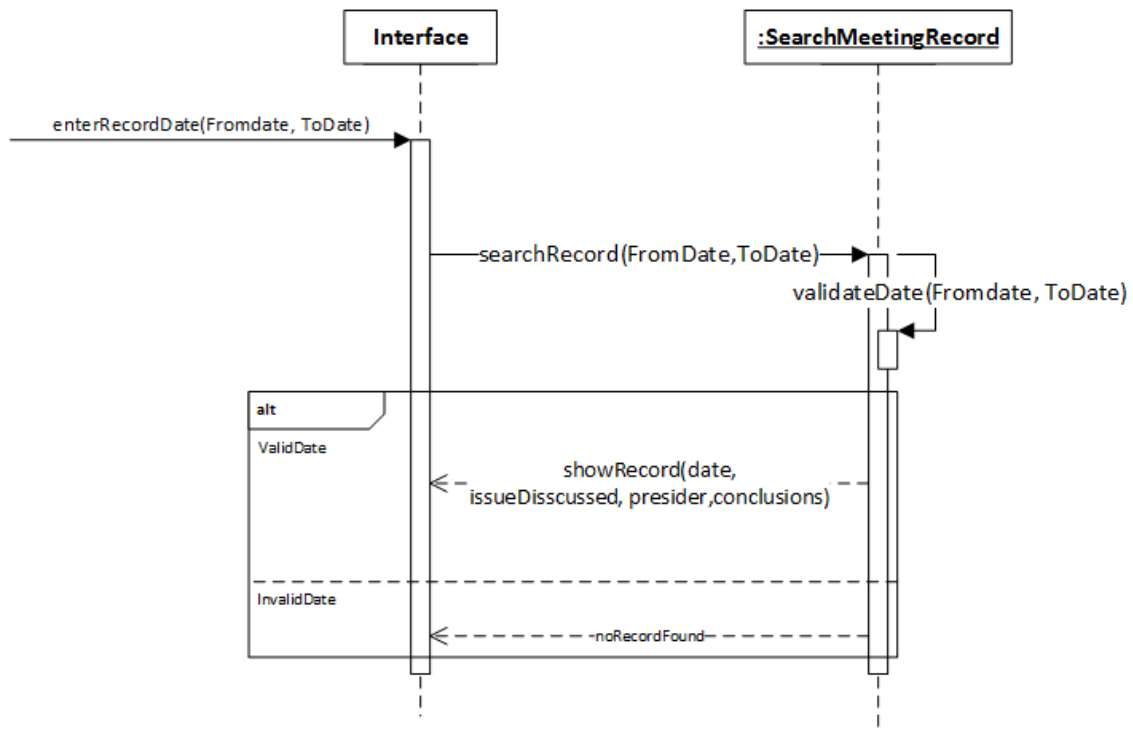 Interface
:SearchMeetingRecord
enterRecordDate(Fromdate, ToDate)
searchRecord(FromDate,ToDate)
validateDate(Fromdate, ToDate)
alt
ValidDate
showRecord(date,
issueDisscussed, presider,conclusions)
InvalidDate
noRecordFound